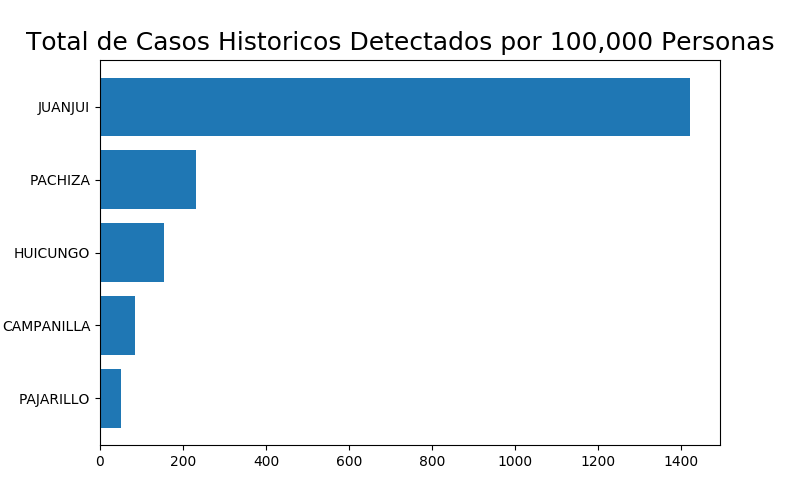 Total de Casos Historicos Detectados por 100,000 Personas
JUANJUI
PACHIZA
HUICUNGO
CAMPANILLA
PAJARILLO
0 200 400 600 800 1000 1200 1400